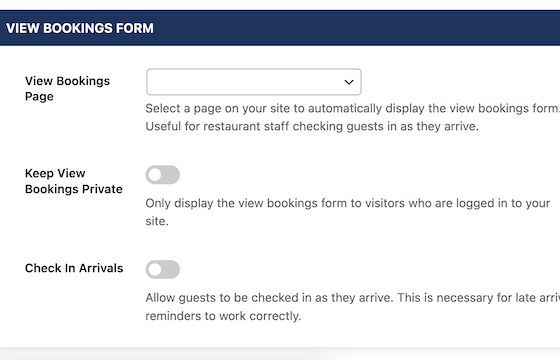 VIEW BOOKINGS FORM
View Bookings
Page
Select a page on your site to automatically display the view bookings form.
Useful for restaurant staff checking guests in as they arrive.
Keep View
Bookings Private
Only display the view bookings form to visitors who are logged in to your
site.
Check In Arrivals
Allow guests to be checked in as they arrive. This is necessary for late
reminders to work correctly.